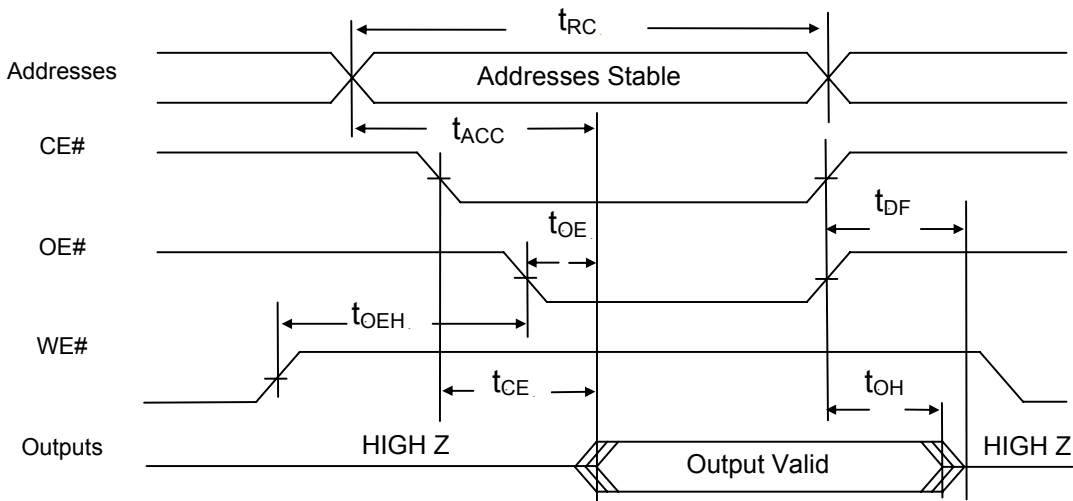 tRC
Addresses
Addresses Stable
tACC
CE#
tDF
tOE
OE#
tOEH
WE#
tCE
tOH
HIGH Z
HIGH Z
Outputs
Output Valid